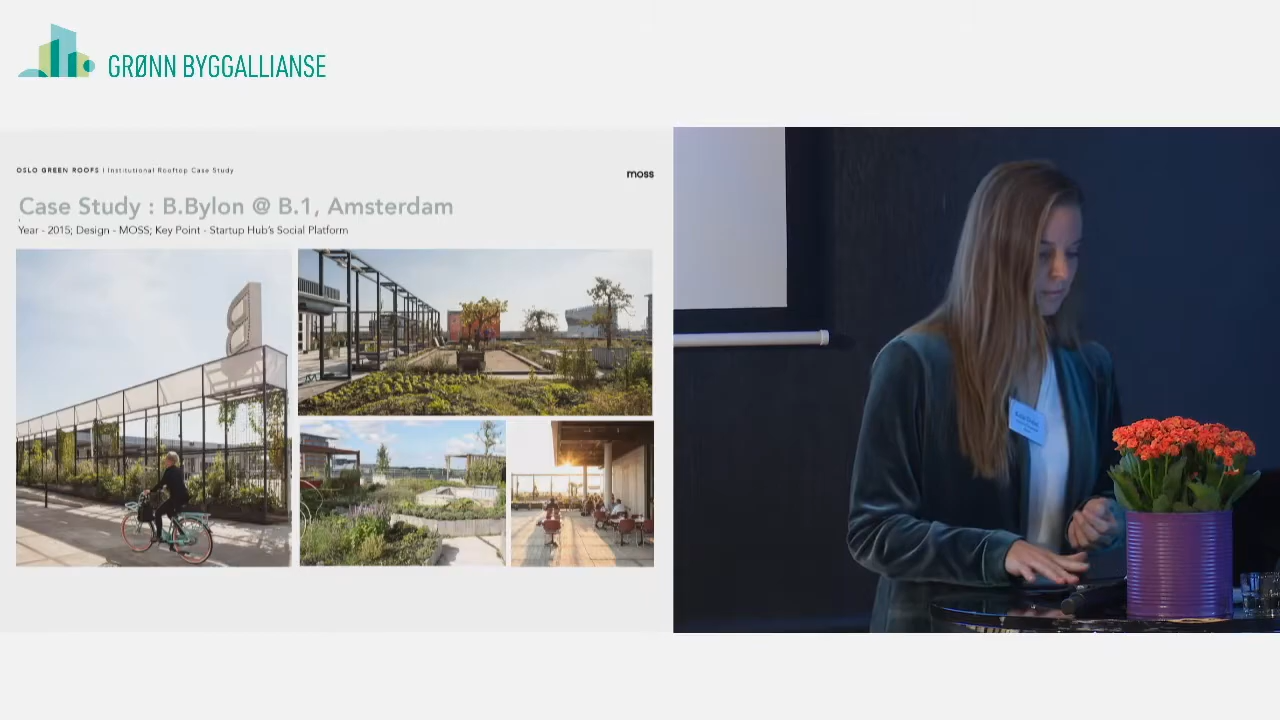 GRØNN BYGGALLIANSE
OSLO GREEN ROOFS | Institutional Rooftop Case Study
moss
Case Study : B.Bylon @ B.1, Amsterdam
Year - 2015; Design - MOSS; Key Point - Startup Hub's Social Platform
B